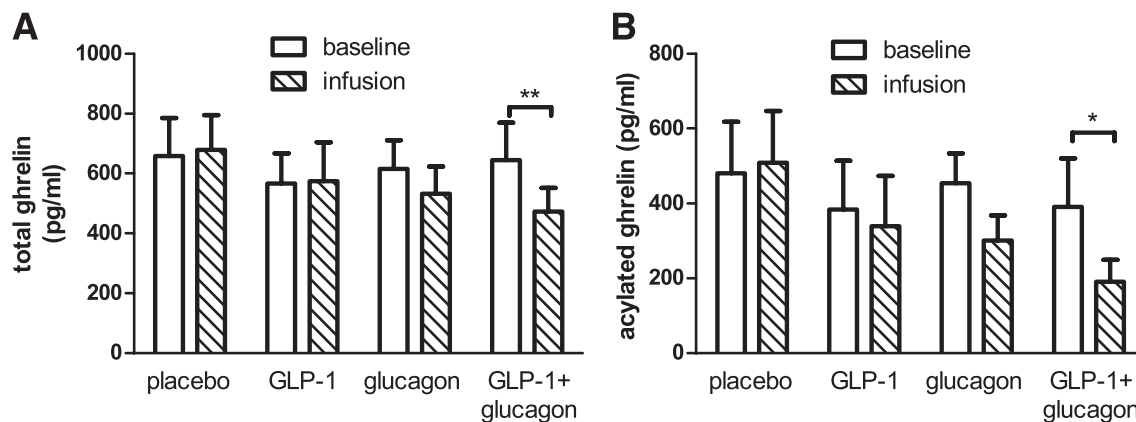 A
total ghrelin
(pg/ml)
1000
800
600
400
200
0
baseline
infusion
**
placebo
GLP-1
glucagon
GLP-1+
glucagon
B
acylated ghrelin (pg/ml)
800
600
400
200
0
baseline
infusion
*
placebo
GLP-1
glucagon
GLP-1+
glucagon